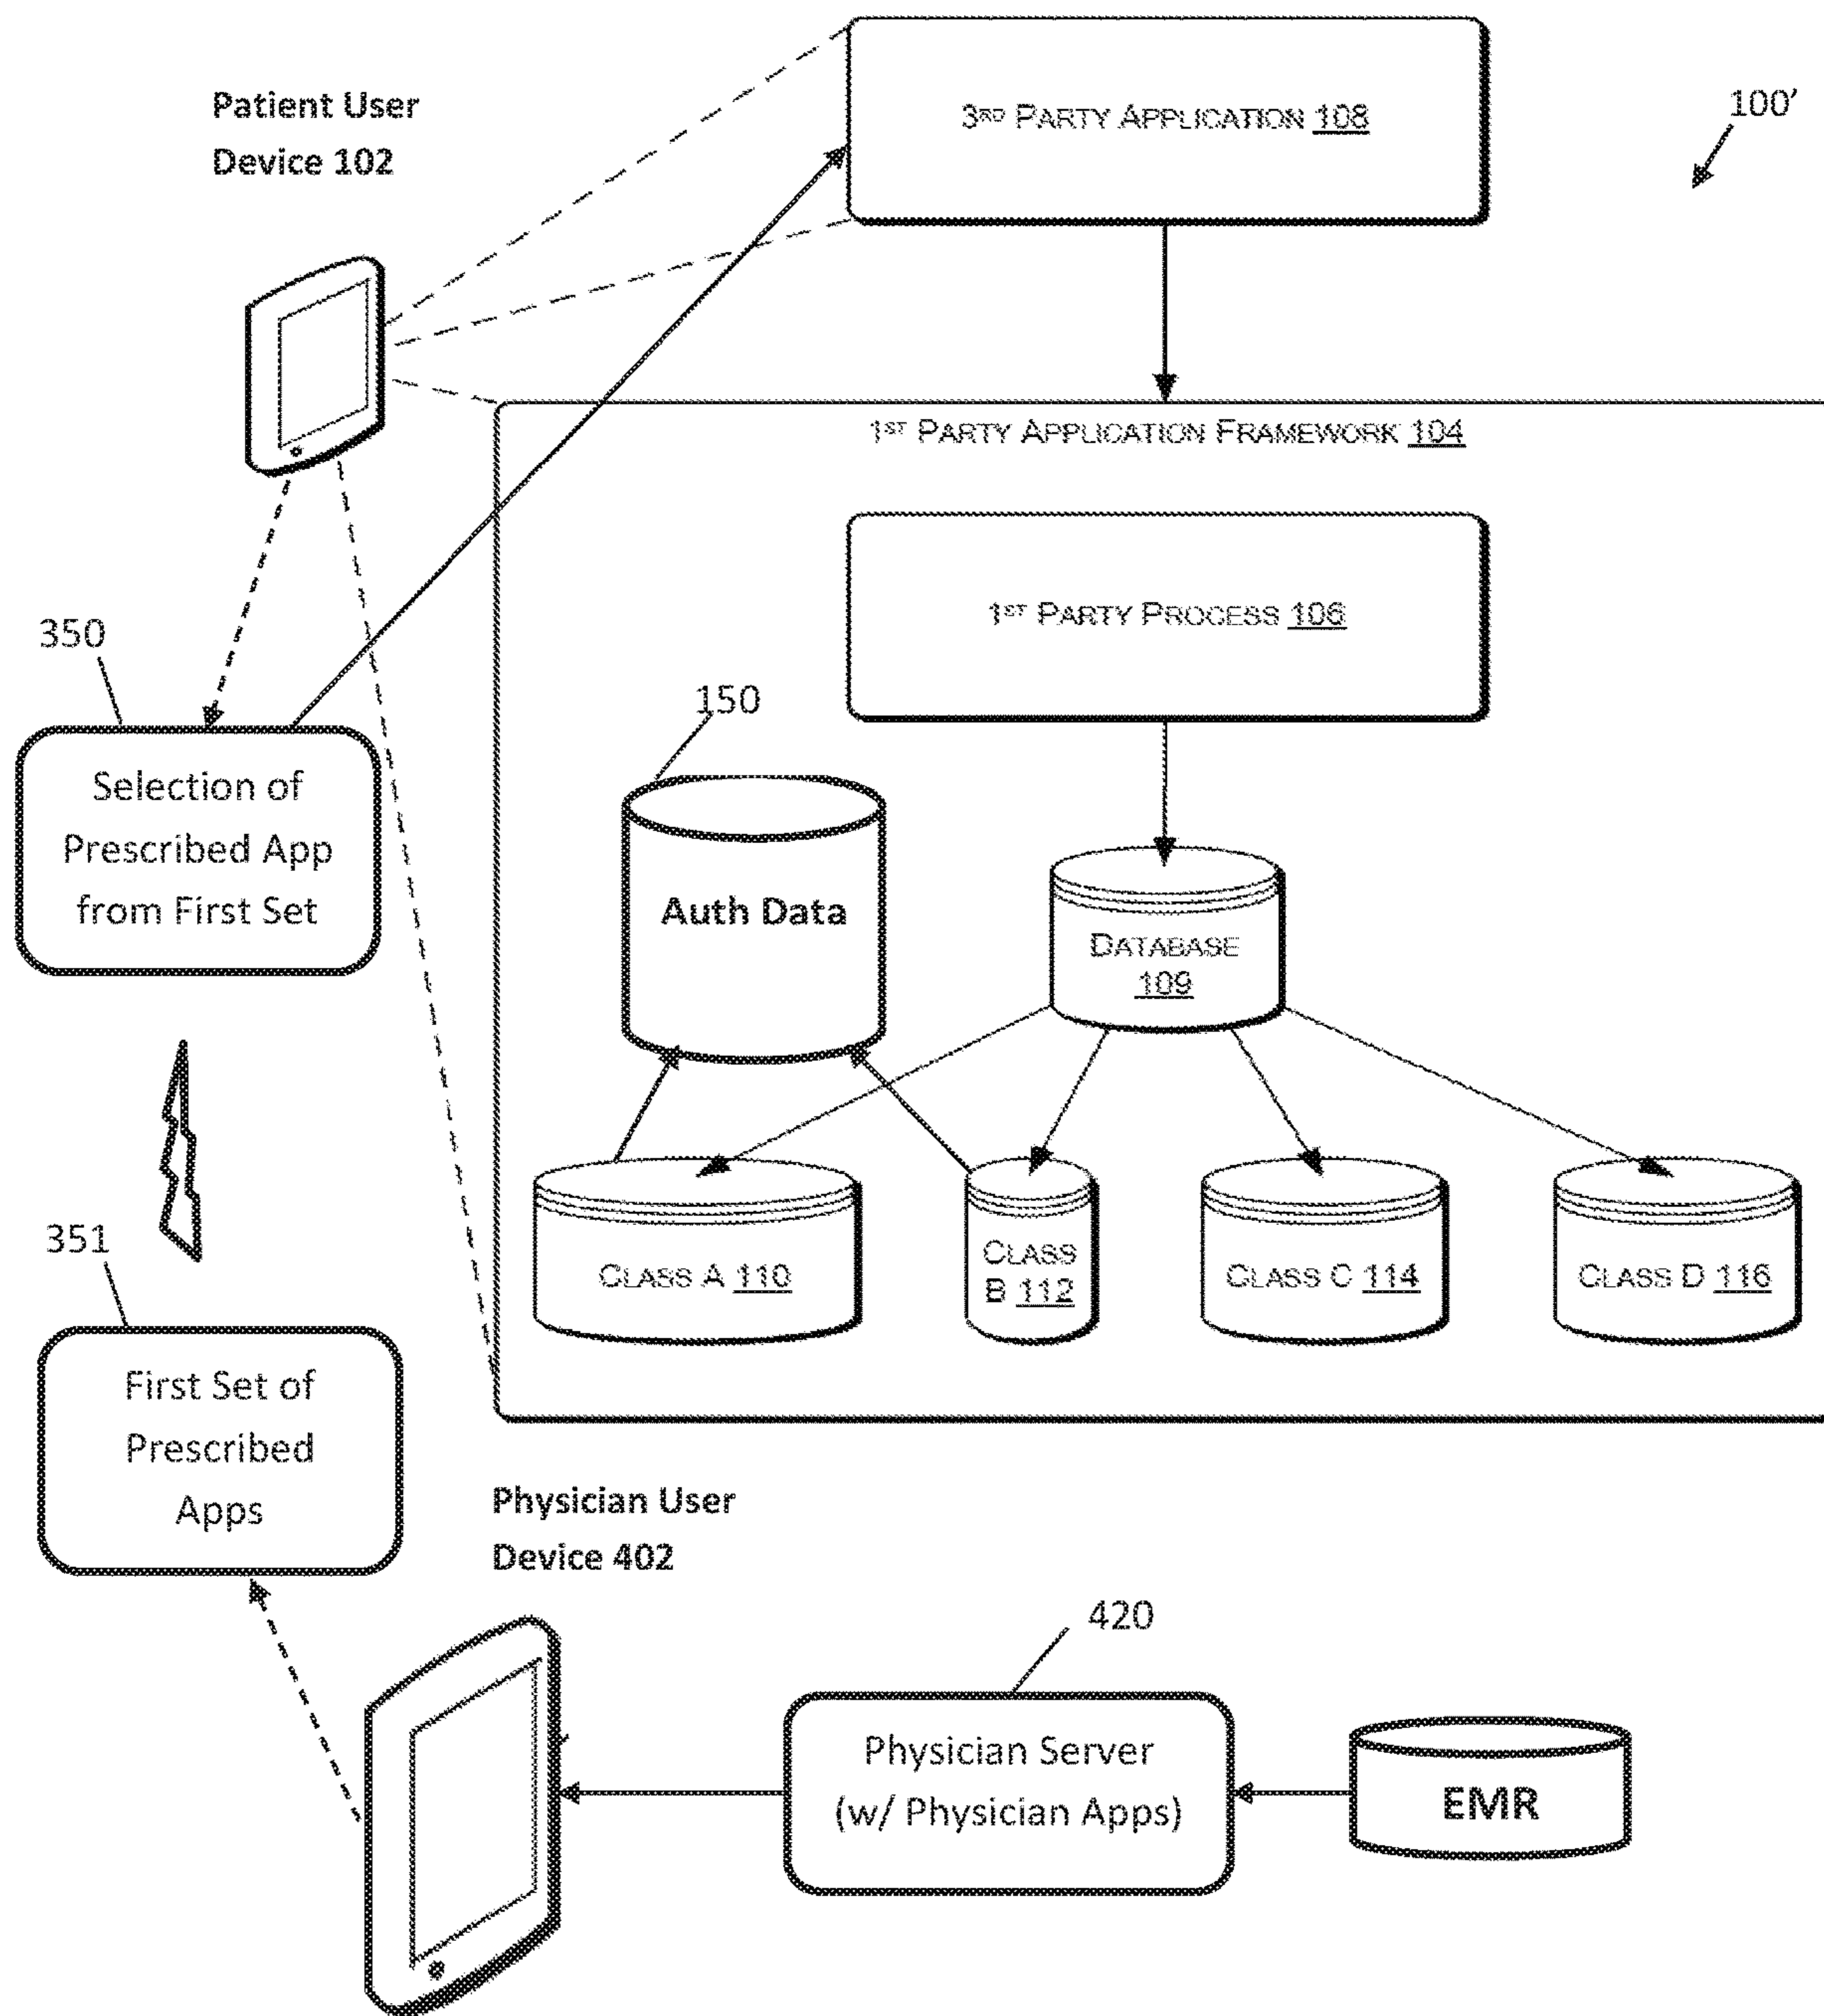 Patient User
Device 102
3RD PARTY APPLICATION 108
100'
1ST PARTY APPLICATION FRAMEWORK 104
1ST PARTY PROCESS 106
350
Selection of
Prescribed App
from First Set
150
Auth Data
DATABASE
109
351
First Set of
Prescribed
Apps
CLASS A 110
CLASS
B 112
CLASS C 114
CLASS D 116
Physician User
Device 402
420
Physician Server
(w/ Physician Apps)
EMR